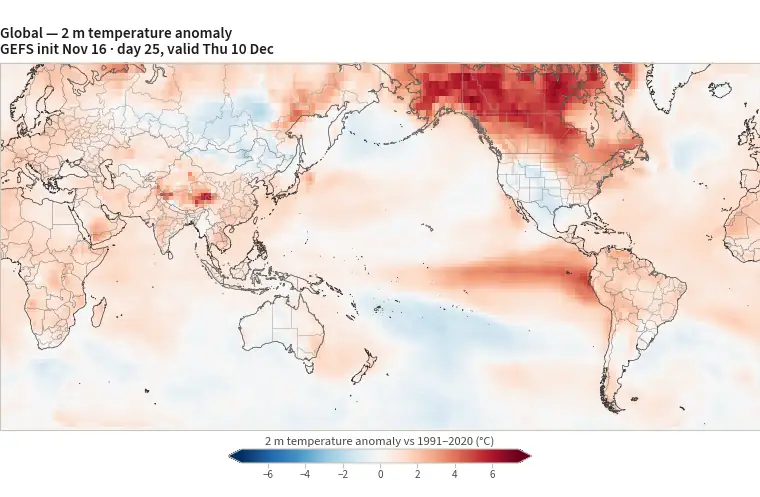 Global — 2 m temperature anomaly
GEFS init Nov 16 · day 25, valid Thu 10 Dec
2 m temperature anomaly vs 1991–2020 (°C)
−6 −4 −2 0 2 4 6